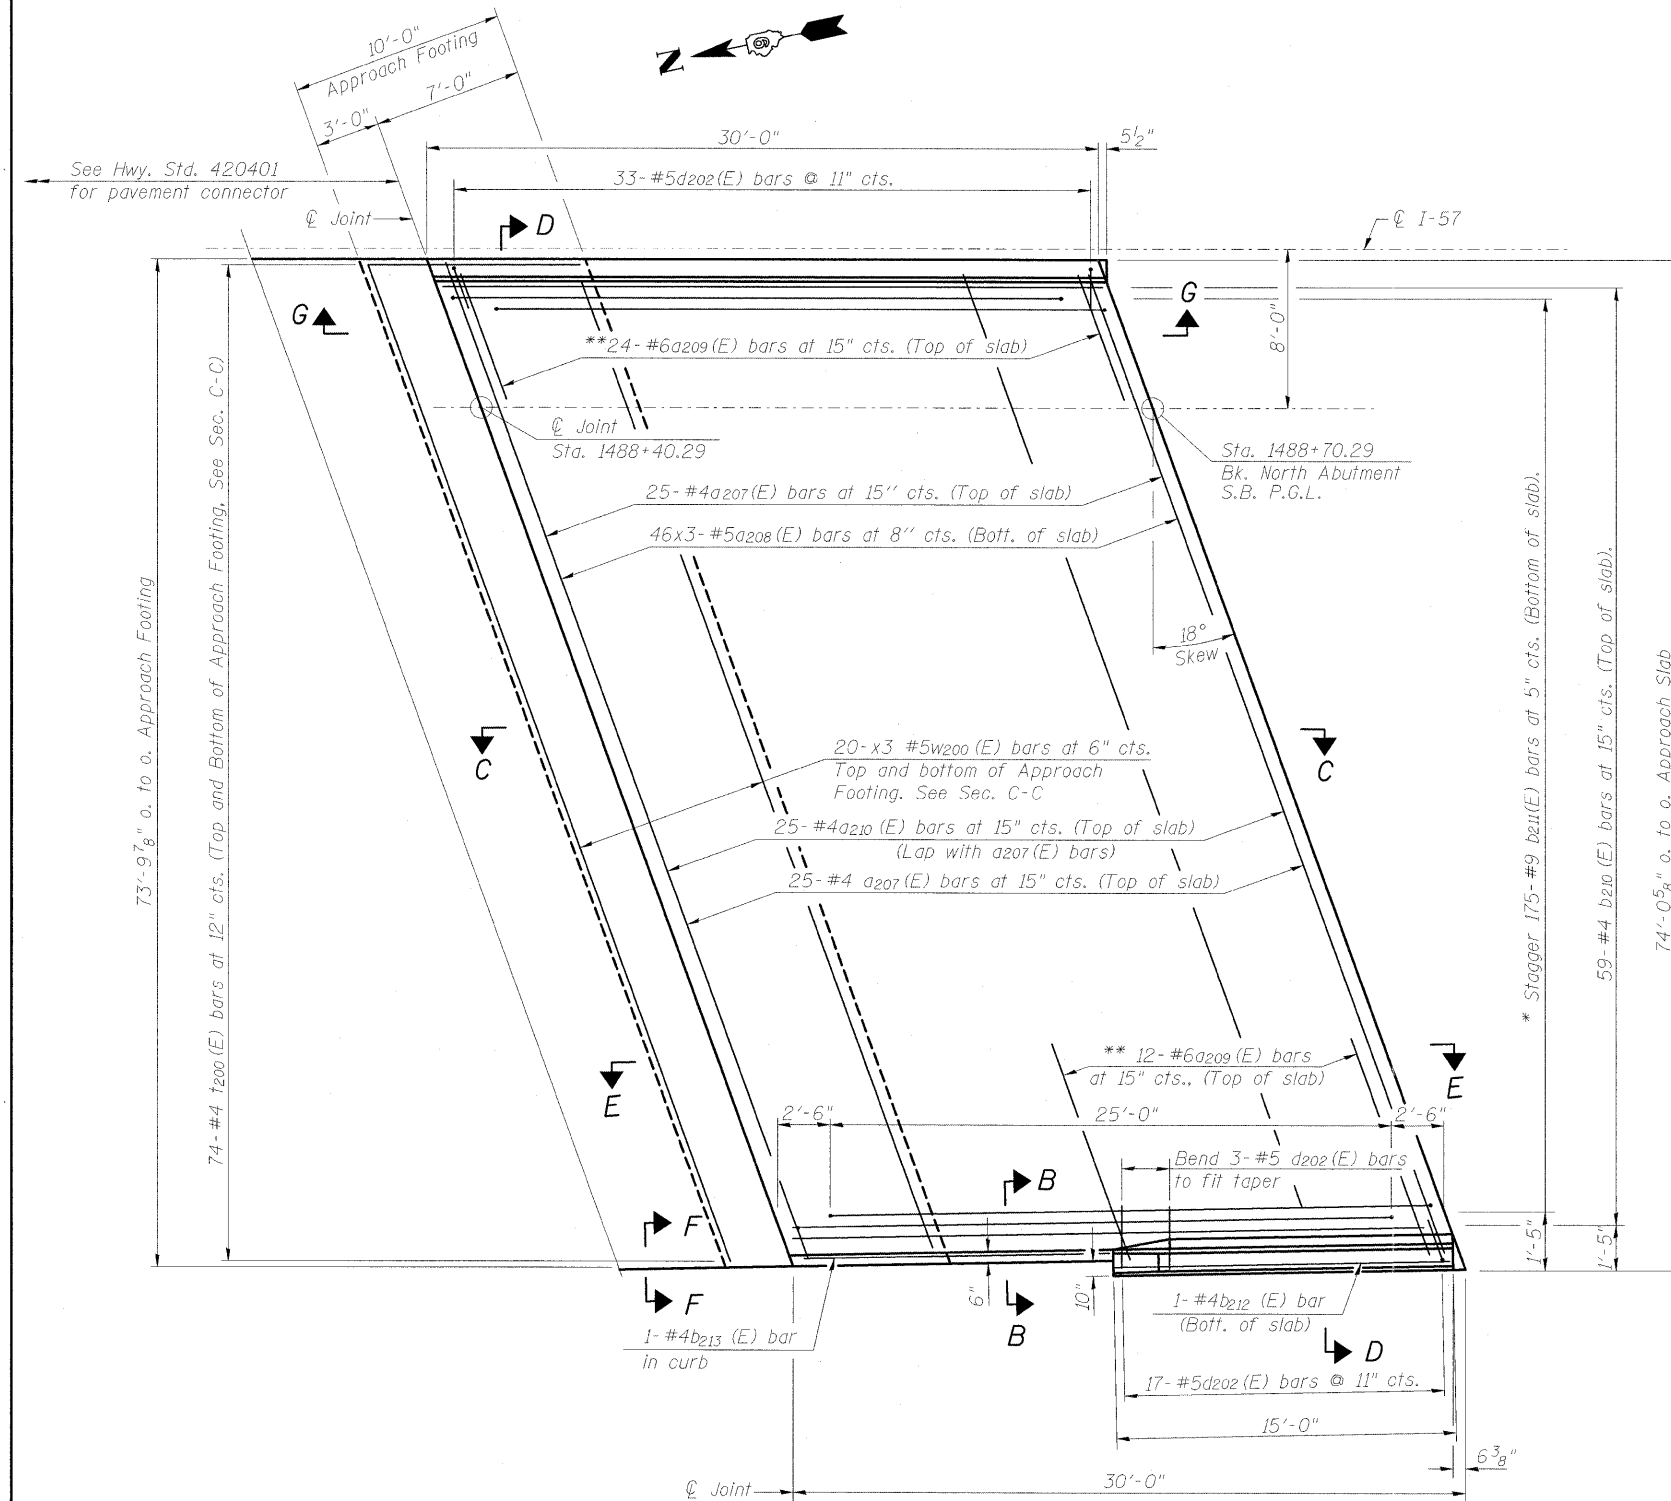 10'-0"
Approach Footing
7'-0"
3'-0"
N
30'-0"
5½"
See Hwy. Std. 420401
for pavement connector
33-#5d202(E) bars @ 11" cts.
℄ Joint
D
℄ I-57
G
G
8'-0"
**24-#6a209(E) bars at 15" cts. (Top of slab)
℄ Joint
Sta. 1488+40.29
Sta. 1488+70.29
Bk. North Abutment
S.B. P.G.L.
25-#4a207(E) bars at 15'' cts. (Top of slab)
46x3-#5a208(E) bars at 8'' cts. (Bott. of slab)
18°
Skew
73'-9⅞" o. to o. Approach Footing
74-#4 t200(E) bars at 12" cts. (Top and Bottom of Approach Footing, See Sec. C-C)
* Stagger 175-#9 b211(E) bars at 5" cts. (Bottom of slab).
59-#4 b210(E) bars at 15" cts. (Top of slab).
74'-0⅝" o. to o. Approach Slab
C
C
20-x3 #5w200(E) bars at 6" cts.
Top and bottom of Approach
Footing. See Sec. C-C
25-#4a210(E) bars at 15" cts. (Top of slab)
(Lap with a207(E) bars)
25-#4 a207(E) bars at 15" cts. (Top of slab)
** 12-#6a209(E) bars
at 15" cts., (Top of slab)
E
E
2'-6"
25'-0"
2'-6"
Bend 3-#5 d202(E) bars
to fit taper
B
F
1'-5"
1'-5"
6"
10"
F
B
1-#4b213 (E) bar
in curb
1-#4b212 (E) bar
(Bott. of slab)
D
17-#5d202(E) bars @ 11" cts.
15'-0"
6⅜"
30'-0"
℄ Joint